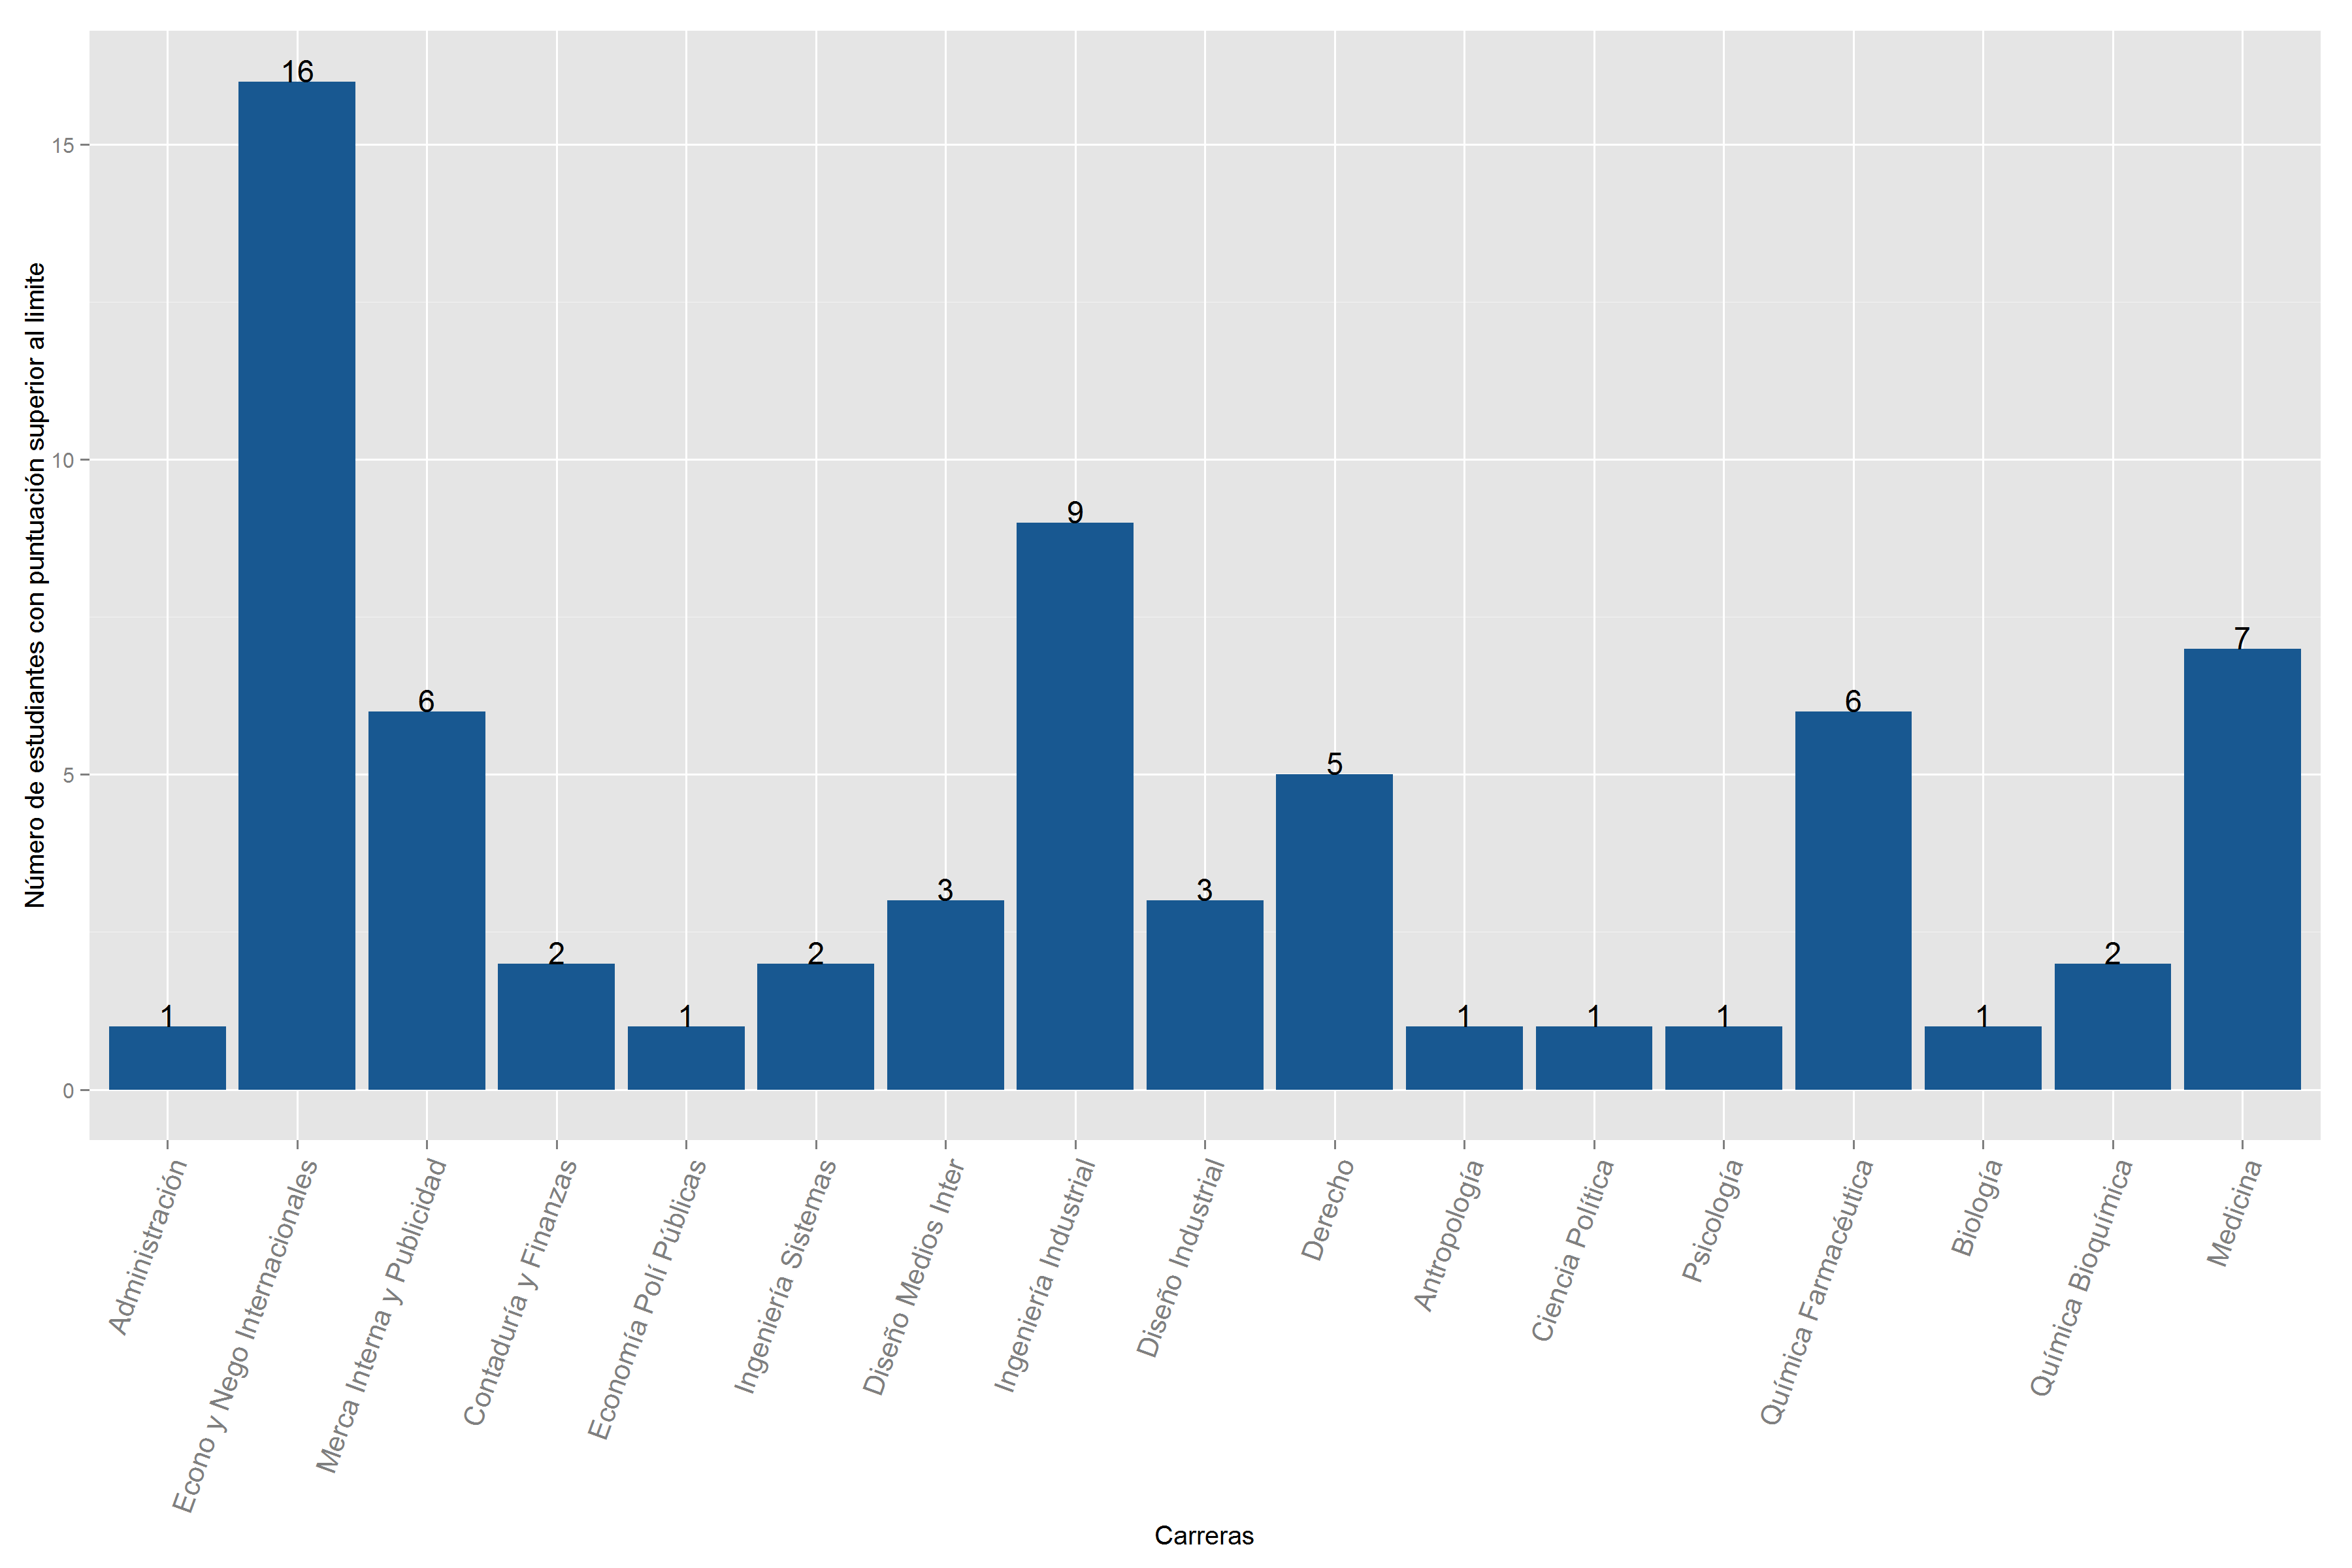 Número de estudiantes con puntuación superior al limite
15
10
5
0
16
6
2
1
2
3
9
3
5
1
1
1
6
1
2
7
1
Administración
Econo y Nego Internacionales
Merca Interna y Publicidad
Contaduría y Finanzas
Economía Polí Públicas
Ingeniería Sistemas
Diseño Medios Inter
Ingeniería Industrial
Diseño Industrial
Derecho
Antropología
Ciencia Política
Psicología
Química Farmacéutica
Biología
Química Bioquímica
Medicina
Carreras